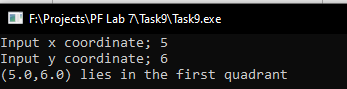 F:\Projects\PF Lab 7\Task9\Task9.exe
Input x coordinate; 5
Input y coordinate; 6
(5.0,6.0) lies in the first quadrant